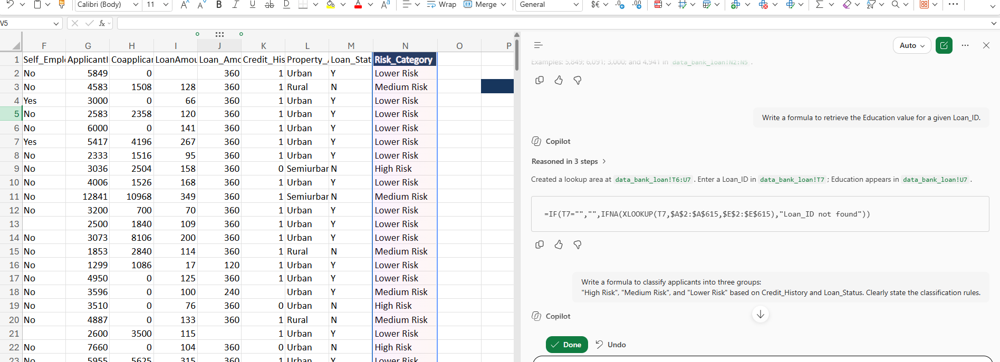 Calibri (Body) 11 A A B I U ab D A Aa Wrap Merge General $€ .0 .00 Σ ...
V5 fx
F G H I J K L M N O P
1 Self_Emplo ApplicantI Coapplican LoanAmou Loan_Amo Credit_His Property_A Loan_Stat Risk_Category
2 No 5849 0 360 1 Urban Y Lower Risk
3 No 4583 1508 128 360 1 Rural N Medium Risk
4 Yes 3000 0 66 360 1 Urban Y Lower Risk
5 No 2583 2358 120 360 1 Urban Y Lower Risk
6 No 6000 0 141 360 1 Urban Y Lower Risk
7 Yes 5417 4196 267 360 1 Urban Y Lower Risk
8 No 2333 1516 95 360 1 Urban Y Lower Risk
9 No 3036 2504 158 360 0 Semiurban N High Risk
10 No 4006 1526 168 360 1 Urban Y Lower Risk
11 No 12841 10968 349 360 1 Semiurban N Medium Risk
12 No 3200 700 70 360 1 Urban Y Lower Risk
13 2500 1840 109 360 1 Urban Y Lower Risk
14 No 3073 8106 200 360 1 Urban Y Lower Risk
15 No 1853 2840 114 360 1 Rural N Medium Risk
16 No 1299 1086 17 120 1 Urban Y Lower Risk
17 No 4950 0 125 360 1 Urban Y Lower Risk
18 No 3596 0 100 240 Urban Y Medium Risk
19 No 3510 0 76 360 0 Urban N High Risk
20 No 4887 0 133 360 1 Rural N Medium Risk
21 2600 3500 115 1 Urban Y Lower Risk
22 No 7660 0 104 360 0 Urban N High Risk
23 No 5955 5625 315 360 1 Urban Y Lower Risk
Auto
Examples: 5,849; 6,091; 3,000; and 4,941 in data_bank_loan!N2:N5 .
Write a formula to retrieve the Education value for a given Loan_ID.
Copilot
Reasoned in 3 steps >
Created a lookup area at data_bank_loan!T6:U7 . Enter a Loan_ID in data_bank_loan!T7 ; Education appears in data_bank_loan!U7 .
=IF(T7="","",IFNA(XLOOKUP(T7,$A$2:$A$615,$E$2:$E$615),"Loan_ID not found"))
Write a formula to classify applicants into three groups:
"High Risk", "Medium Risk", and "Lower Risk" based on Credit_History and Loan_Status. Clearly state the classification rules.
Copilot
Done Undo